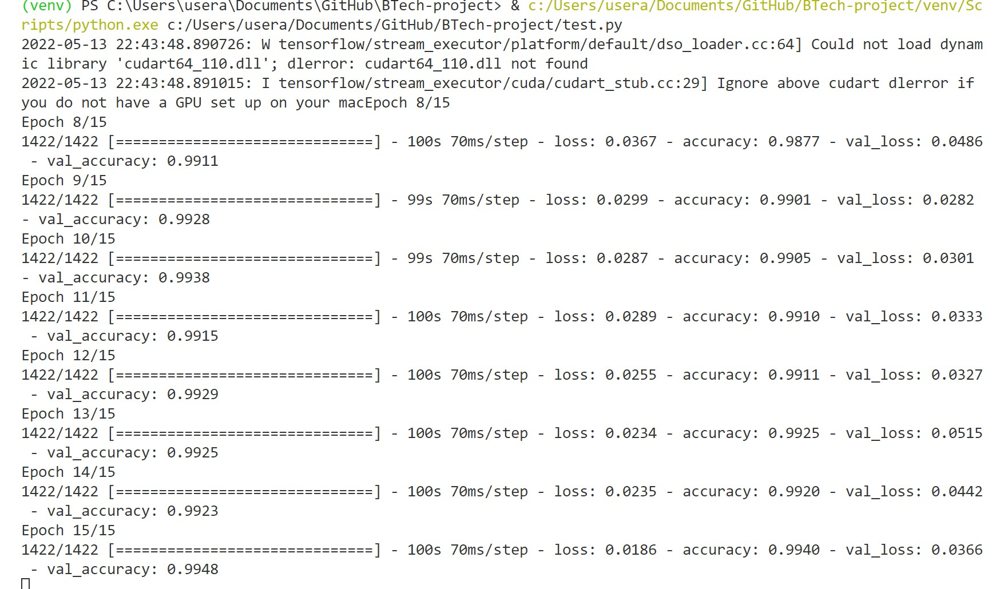 (venv) PS C:\Users\usera\Documents\GitHub\BTech-project> & c:/Users/usera/Documents/GitHub/BTech-project/venv/Sc
ripts/python.exe c:/Users/usera/Documents/GitHub/BTech-project/test.py
2022-05-13 22:43:48.890726: W tensorflow/stream_executor/platform/default/dso_loader.cc:64] Could not load dynam
ic library 'cudart64_110.dll'; dlerror: cudart64_110.dll not found
2022-05-13 22:43:48.891015: I tensorflow/stream_executor/cuda/cudart_stub.cc:29] Ignore above cudart dlerror if
you do not have a GPU set up on your macEpoch 8/15
Epoch 8/15
1422/1422 [==============================] - 100s 70ms/step - loss: 0.0367 - accuracy: 0.9877 - val_loss: 0.0486
 - val_accuracy: 0.9911
Epoch 9/15
1422/1422 [==============================] - 99s 70ms/step - loss: 0.0299 - accuracy: 0.9901 - val_loss: 0.0282
- val_accuracy: 0.9928
Epoch 10/15
1422/1422 [==============================] - 99s 70ms/step - loss: 0.0287 - accuracy: 0.9905 - val_loss: 0.0301
- val_accuracy: 0.9938
Epoch 11/15
1422/1422 [==============================] - 100s 70ms/step - loss: 0.0289 - accuracy: 0.9910 - val_loss: 0.0333
 - val_accuracy: 0.9915
Epoch 12/15
1422/1422 [==============================] - 100s 70ms/step - loss: 0.0255 - accuracy: 0.9911 - val_loss: 0.0327
 - val_accuracy: 0.9929
Epoch 13/15
1422/1422 [==============================] - 100s 70ms/step - loss: 0.0234 - accuracy: 0.9925 - val_loss: 0.0515
 - val_accuracy: 0.9925
Epoch 14/15
1422/1422 [==============================] - 100s 70ms/step - loss: 0.0235 - accuracy: 0.9920 - val_loss: 0.0442
 - val_accuracy: 0.9923
Epoch 15/15
1422/1422 [==============================] - 100s 70ms/step - loss: 0.0186 - accuracy: 0.9940 - val_loss: 0.0366
 - val_accuracy: 0.9948